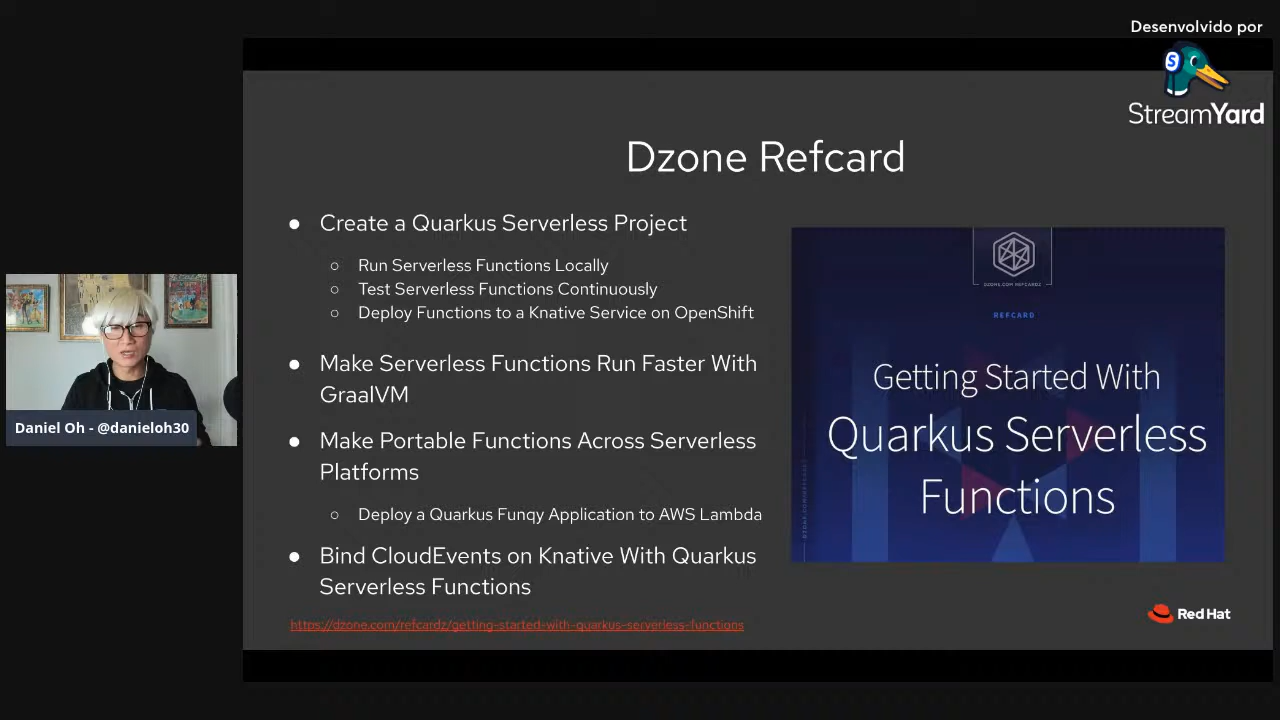 Desenvolvido por
StreamYard
Dzone Refcard
● Create a Quarkus Serverless Project
○ Run Serverless Functions Locally
○ Test Serverless Functions Continuously
○ Deploy Functions to a Knative Service on OpenShift
● Make Serverless Functions Run Faster With
GraalVM
● Make Portable Functions Across Serverless
Platforms
○ Deploy a Quarkus Funqy Application to AWS Lambda
● Bind CloudEvents on Knative With Quarkus
Serverless Functions
https://dzone.com/refcardz/getting-started-with-quarkus-serverless-functions
DZONE.COM REFCARDZ
REFCARD
Getting Started With
Quarkus Serverless
Functions
Red Hat
Daniel Oh - @danieloh30